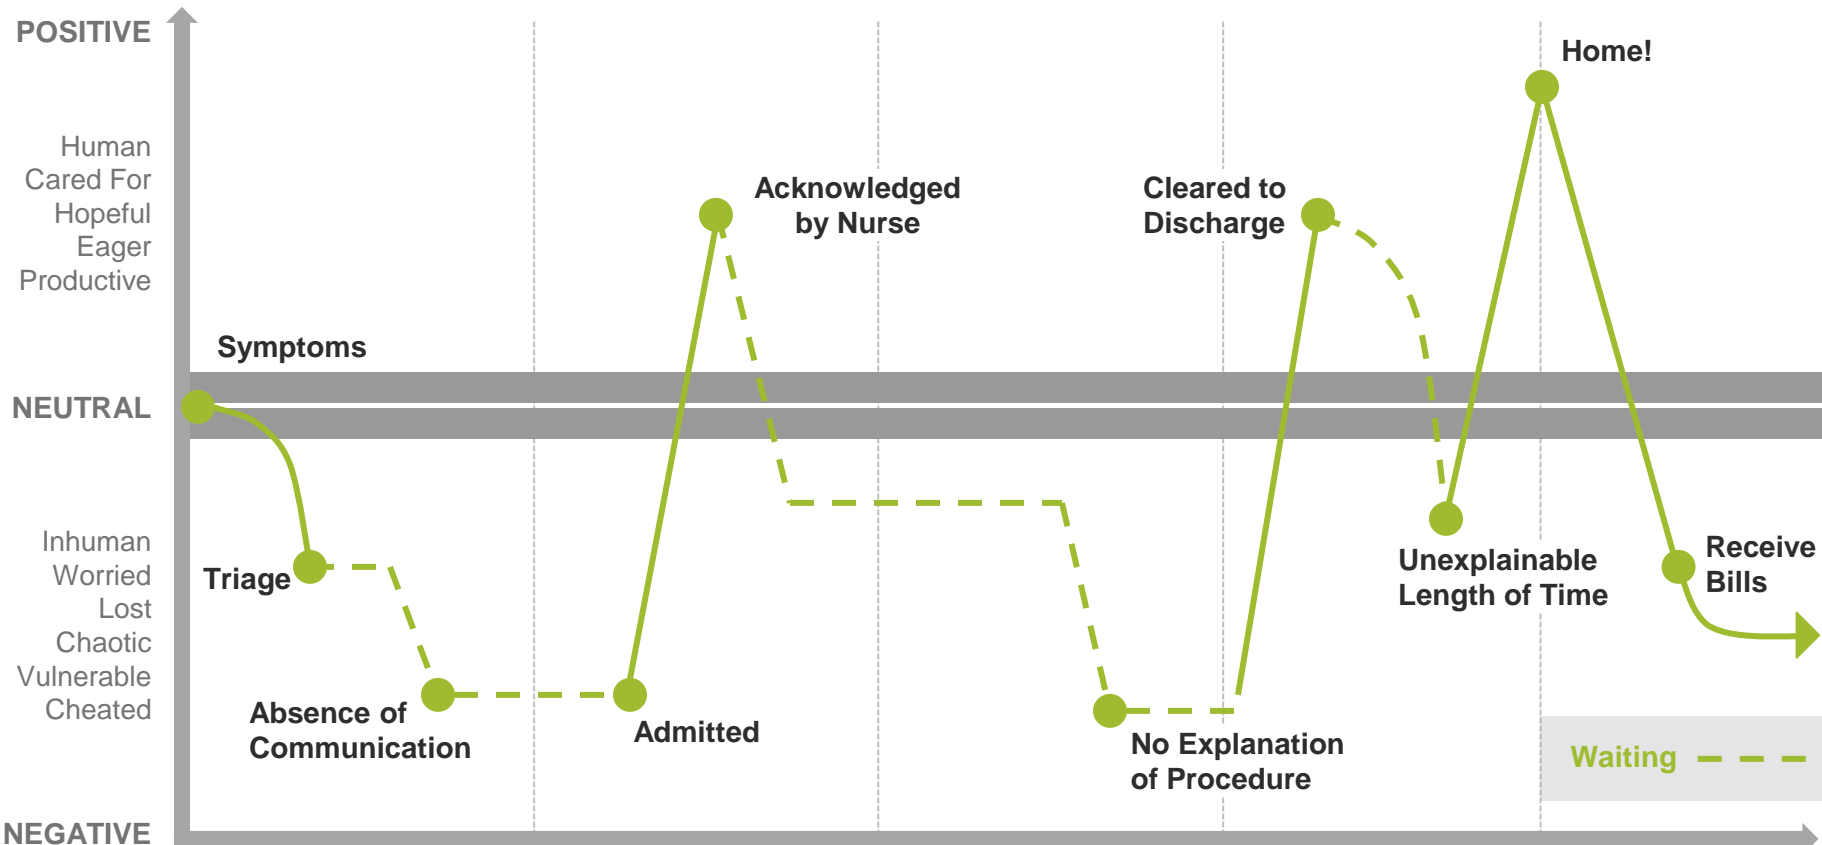 POSITIVE
Human
Cared For
Hopeful
Eager
Productive
NEUTRAL
Inhuman
Worried
Lost
Chaotic
Vulnerable
Cheated
NEGATIVE
Symptoms
Triage
Absence of
Communication
Admitted
Acknowledged
by Nurse
No Explanation
of Procedure
Cleared to
Discharge
Unexplainable
Length of Time
Home!
Receive
Bills
Waiting